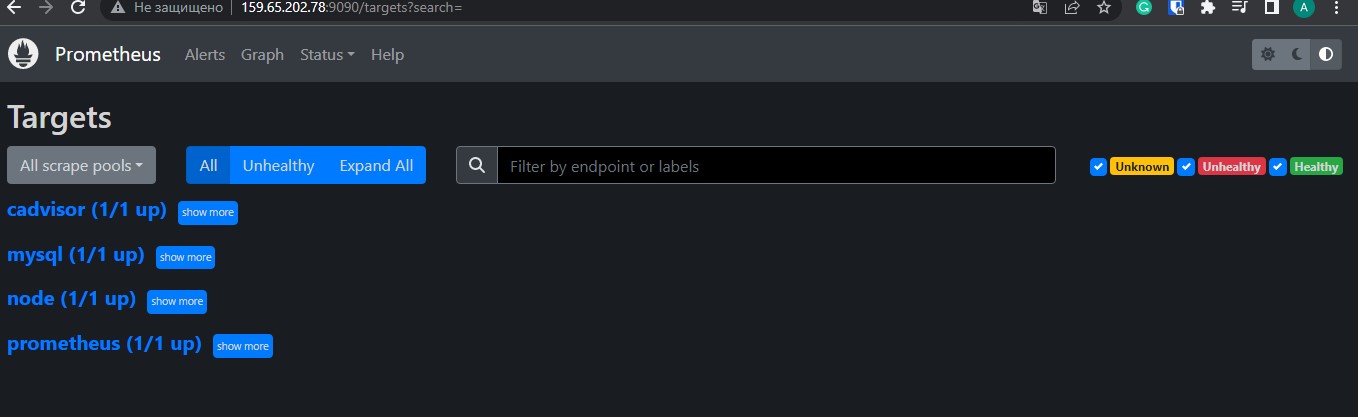 Не защищено 159.65.202.78:9090/targets?search=
A
Prometheus Alerts Graph Status Help
Targets
All scrape pools All Unhealthy Expand All Filter by endpoint or labels Unknown Unhealthy Healthy
cadvisor (1/1 up) show more
mysql (1/1 up) show more
node (1/1 up) show more
prometheus (1/1 up) show more